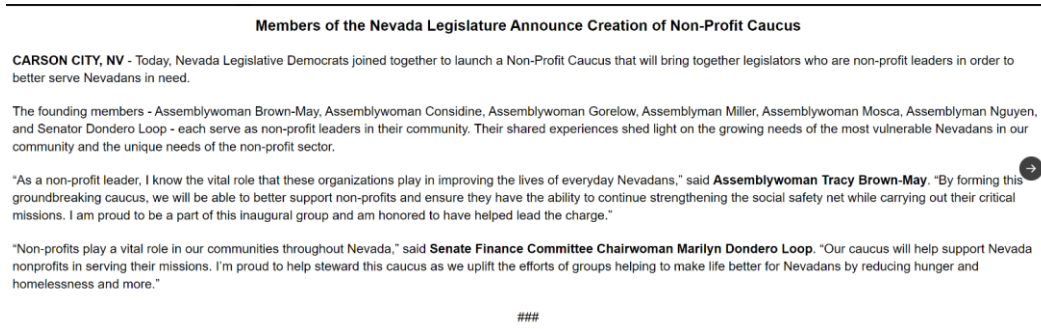 Members of the Nevada Legislature Announce Creation of Non-Profit Caucus
CARSON CITY, NV - Today, Nevada Legislative Democrats joined together to launch a Non-Profit Caucus that will bring together legislators who are non-profit leaders in order to
better serve Nevadans in need.
The founding members - Assemblywoman Brown-May, Assemblywoman Considine, Assemblywoman Gorelow, Assemblyman Miller, Assemblywoman Mosca, Assemblyman Nguyen,
and Senator Dondero Loop - each serve as non-profit leaders in their community. Their shared experiences shed light on the growing needs of the most vulnerable Nevadans in our
community and the unique needs of the non-profit sector.
“As a non-profit leader, I know the vital role that these organizations play in improving the lives of everyday Nevadans,” said Assemblywoman Tracy Brown-May. “By forming this
groundbreaking caucus, we will be able to better support non-profits and ensure they have the ability to continue strengthening the social safety net while carrying out their critical
missions. I am proud to be a part of this inaugural group and am honored to have helped lead the charge.”
“Non-profits play a vital role in our communities throughout Nevada,” said Senate Finance Committee Chairwoman Marilyn Dondero Loop. “Our caucus will help support Nevada
nonprofits in serving their missions. I’m proud to help steward this caucus as we uplift the efforts of groups helping to make life better for Nevadans by reducing hunger and
homelessness and more.”
###